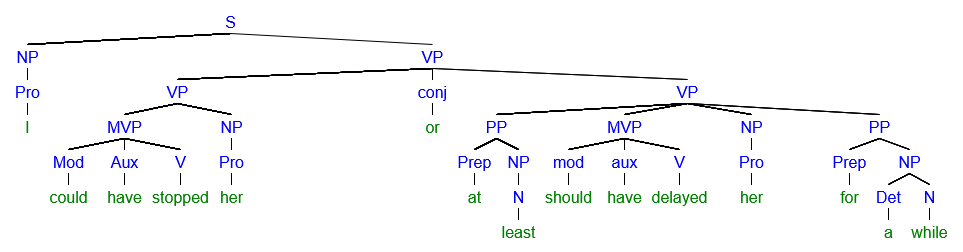 S
NP VP
Pro VP conj VP
I MVP NP or PP MVP NP PP
Mod Aux V Pro Prep NP mod aux V Pro Prep NP
could have stopped her at N should have delayed her for Det N
least a while